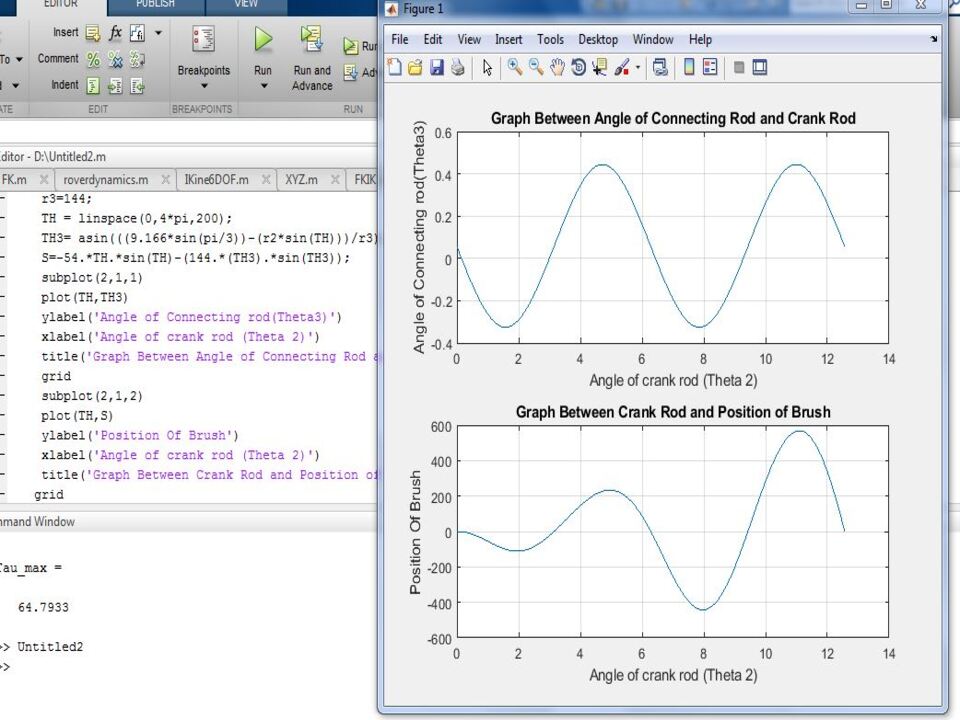 EDITOR
PUBLISH
VIEW
Insert
fx
Comment
Indent
Breakpoints
Run
Run and
Advance
To
EDIT
BREAKPOINTS
RUN
Editor - D:\Untitled2.m
FK.m
roverdynamics.m
IKine6DOF.m
XYZ.m
FKIK
r3=144;
TH = linspace(0,4*pi,200);
TH3= asin(((9.166*sin(pi/3))-(r2*sin(TH)))/r3)
S=-54.*TH.*sin(TH)-(144.*(TH3).*sin(TH3));
subplot(2,1,1)
plot(TH,TH3)
ylabel('Angle of Connecting rod(Theta3)')
xlabel('Angle of crank rod (Theta 2)')
title('Graph Between Angle of Connecting Rod a
grid
subplot(2,1,2)
plot(TH,S)
ylabel('Position Of Brush')
xlabel('Angle of crank rod (Theta 2)')
title('Graph Between Crank Rod and Position of
grid
mmand Window
Tau_max =
64.7933
>> Untitled2
>>
Figure 1
File Edit View Insert Tools Desktop Window Help
Graph Between Angle of Connecting Rod and Crank Rod
Angle of Connecting rod(Theta3)
0.6
0.4
0.2
0
-0.2
-0.4
0 2 4 6 8 10 12 14
Angle of crank rod (Theta 2)
Graph Between Crank Rod and Position of Brush
Position Of Brush
600
400
200
0
-200
-400
-600
0 2 4 6 8 10 12 14
Angle of crank rod (Theta 2)